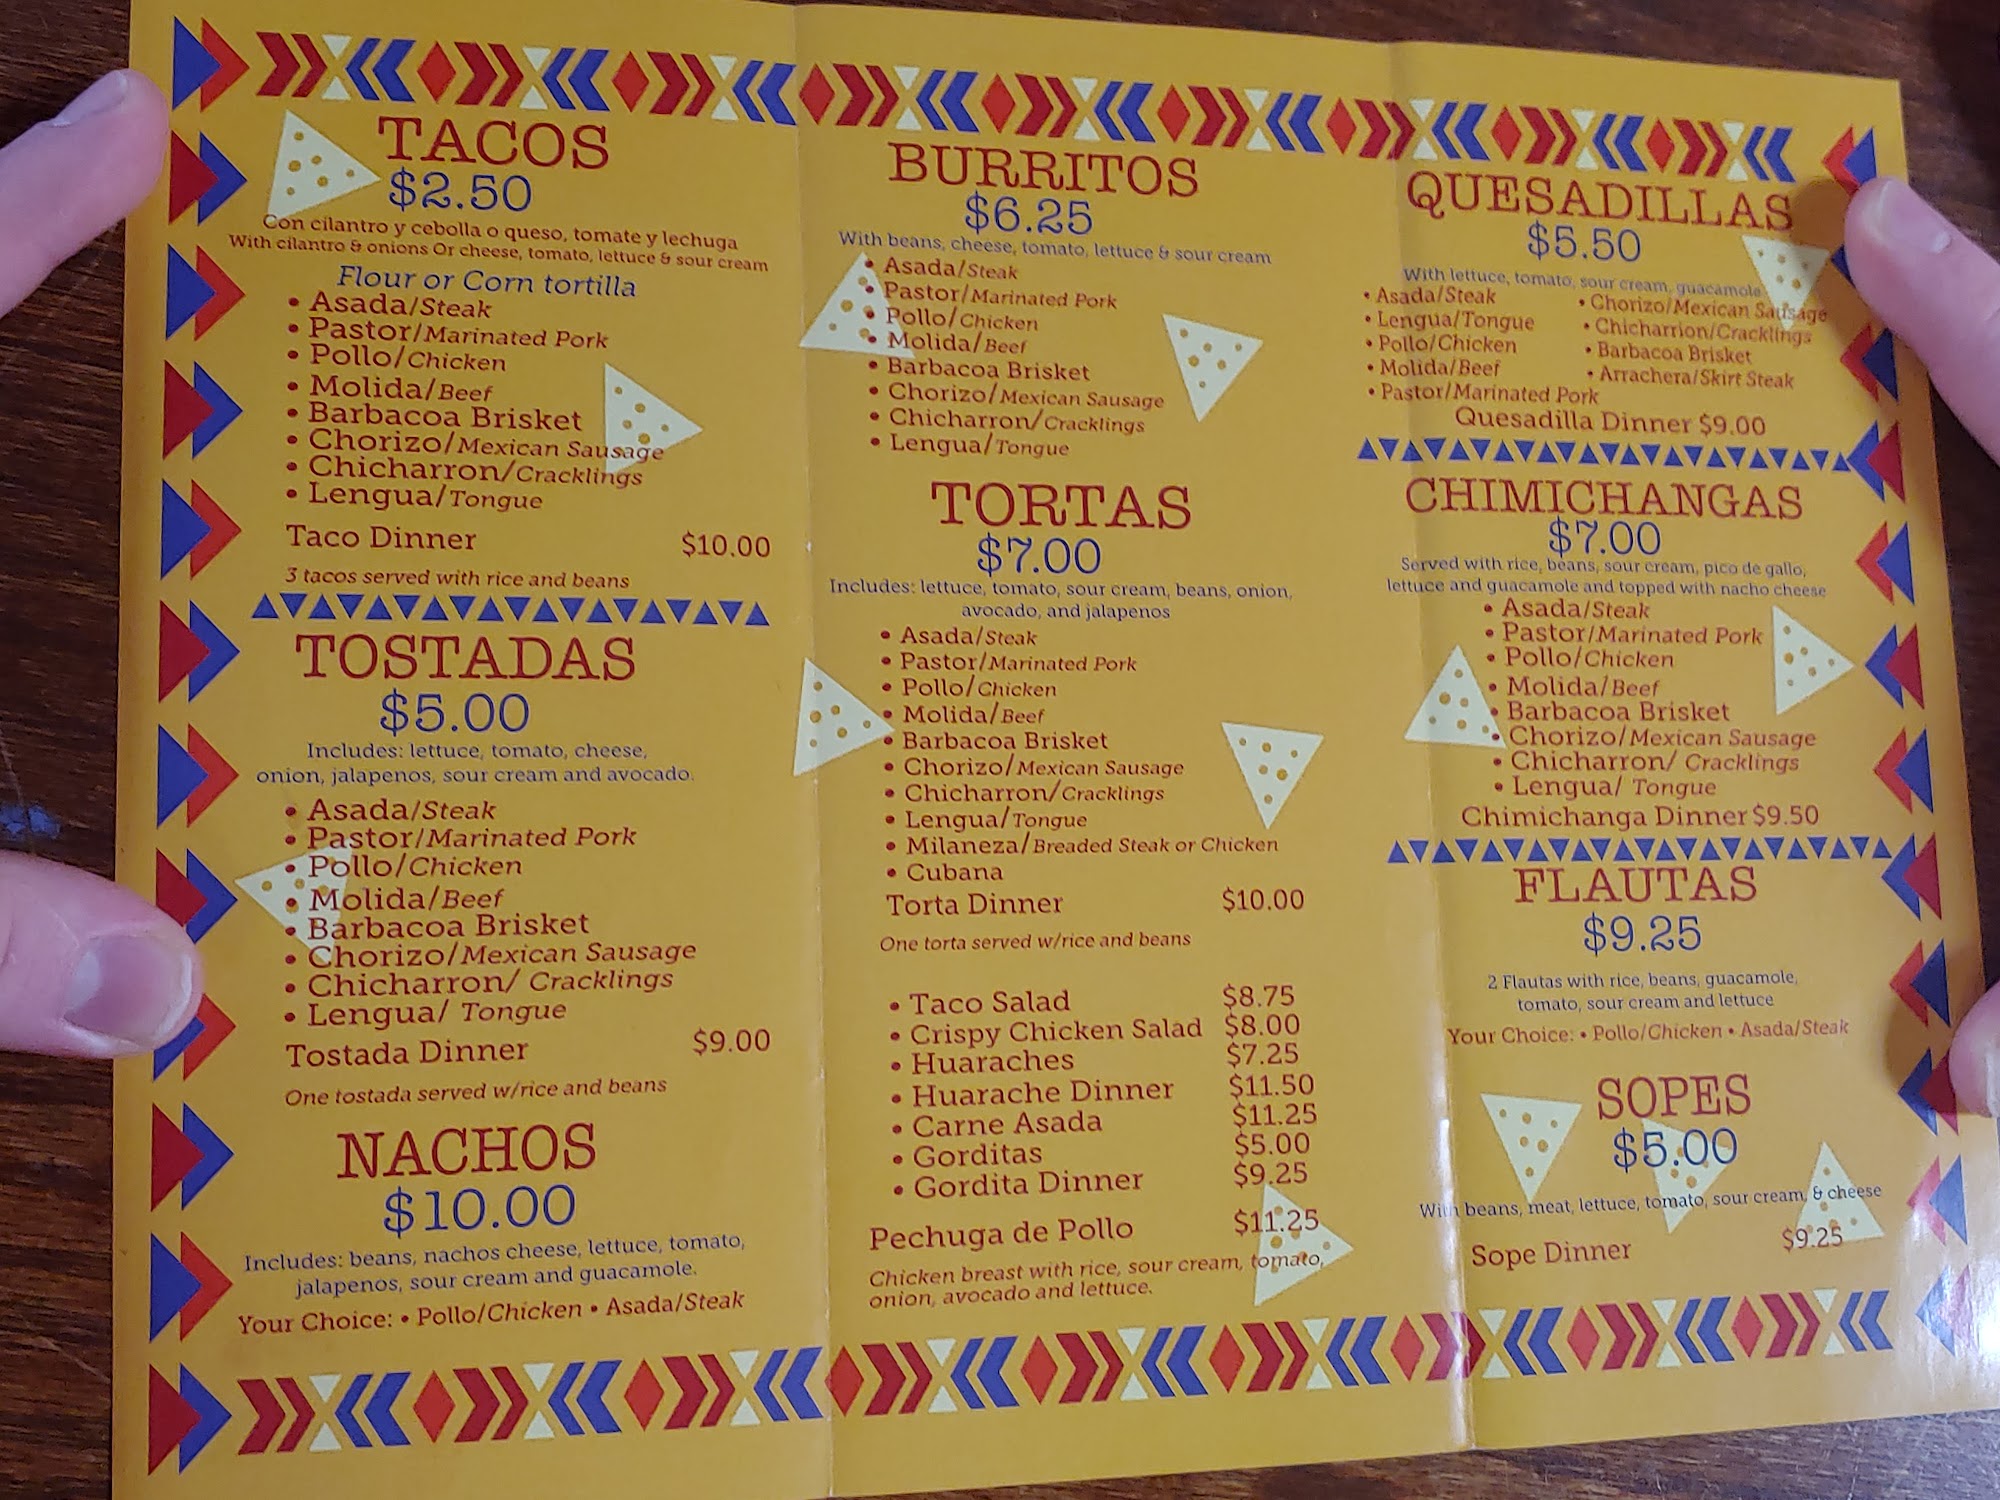 TACOS
$2.50
Con cilantro y cebolla o queso, tomate y lechuga
With cilantro & onions Or cheese, tomato, lettuce & sour cream
Flour or Corn tortilla
• Asada/Steak
• Pastor/Marinated Pork
• Pollo/Chicken
• Molida/Beef
• Barbacoa Brisket
• Chorizo/Mexican Sausage
• Chicharron/Cracklings
• Lengua/Tongue
Taco Dinner $10.00
3 tacos served with rice and beans
TOSTADAS
$5.00
Includes: lettuce, tomato, cheese,
onion, jalapenos, sour cream and avocado.
• Asada/Steak
• Pastor/Marinated Pork
• Pollo/Chicken
• Molida/Beef
• Barbacoa Brisket
• Chorizo/Mexican Sausage
• Chicharron/ Cracklings
• Lengua/ Tongue
Tostada Dinner $9.00
One tostada served w/rice and beans
NACHOS
$10.00
Includes: beans, nachos cheese, lettuce, tomato,
jalapenos, sour cream and guacamole.
Your Choice: • Pollo/Chicken • Asada/Steak
BURRITOS
$6.25
With beans, cheese, tomato, lettuce & sour cream
• Asada/Steak
• Pastor/Marinated Pork
• Pollo/Chicken
• Molida/Beef
• Barbacoa Brisket
• Chorizo/Mexican Sausage
• Chicharron/Cracklings
• Lengua/Tongue
TORTAS
$7.00
Includes: lettuce, tomato, sour cream, beans, onion,
avocado, and jalapenos
• Asada/Steak
• Pastor/Marinated Pork
• Pollo/Chicken
• Molida/Beef
• Barbacoa Brisket
• Chorizo/Mexican Sausage
• Chicharron/Cracklings
• Lengua/Tongue
• Milaneza/Breaded Steak or Chicken
• Cubana
Torta Dinner $10.00
One torta served w/rice and beans
• Taco Salad $8.75
• Crispy Chicken Salad $8.00
• Huaraches $7.25
• Huarache Dinner $11.50
• Carne Asada $11.25
• Gorditas $5.00
• Gordita Dinner $9.25
Pechuga de Pollo $11.25
Chicken breast with rice, sour cream, tomato,
onion, avocado and lettuce.
QUESADILLAS
$5.50
With lettuce, tomato, sour cream, guacamole
• Asada/Steak
• Lengua/Tongue
• Pollo/Chicken
• Molida/Beef
• Pastor/Marinated Pork
• Chorizo/Mexican Sausage
• Chicharrion/Cracklings
• Barbacoa Brisket
• Arrachera/Skirt Steak
Quesadilla Dinner $9.00
CHIMICHANGAS
$7.00
Served with rice, beans, sour cream, pico de gallo,
lettuce and guacamole and topped with nacho cheese
• Asada/Steak
• Pastor/Marinated Pork
• Pollo/Chicken
• Molida/Beef
• Barbacoa Brisket
• Chorizo/Mexican Sausage
• Chicharron/ Cracklings
• Lengua/ Tongue
Chimichanga Dinner $9.50
FLAUTAS
$9.25
2 Flautas with rice, beans, guacamole,
tomato, sour cream and lettuce
Your Choice: • Pollo/Chicken • Asada/Steak
SOPES
$5.00
With beans, meat, lettuce, tomato, sour cream, & cheese
Sope Dinner $9.25